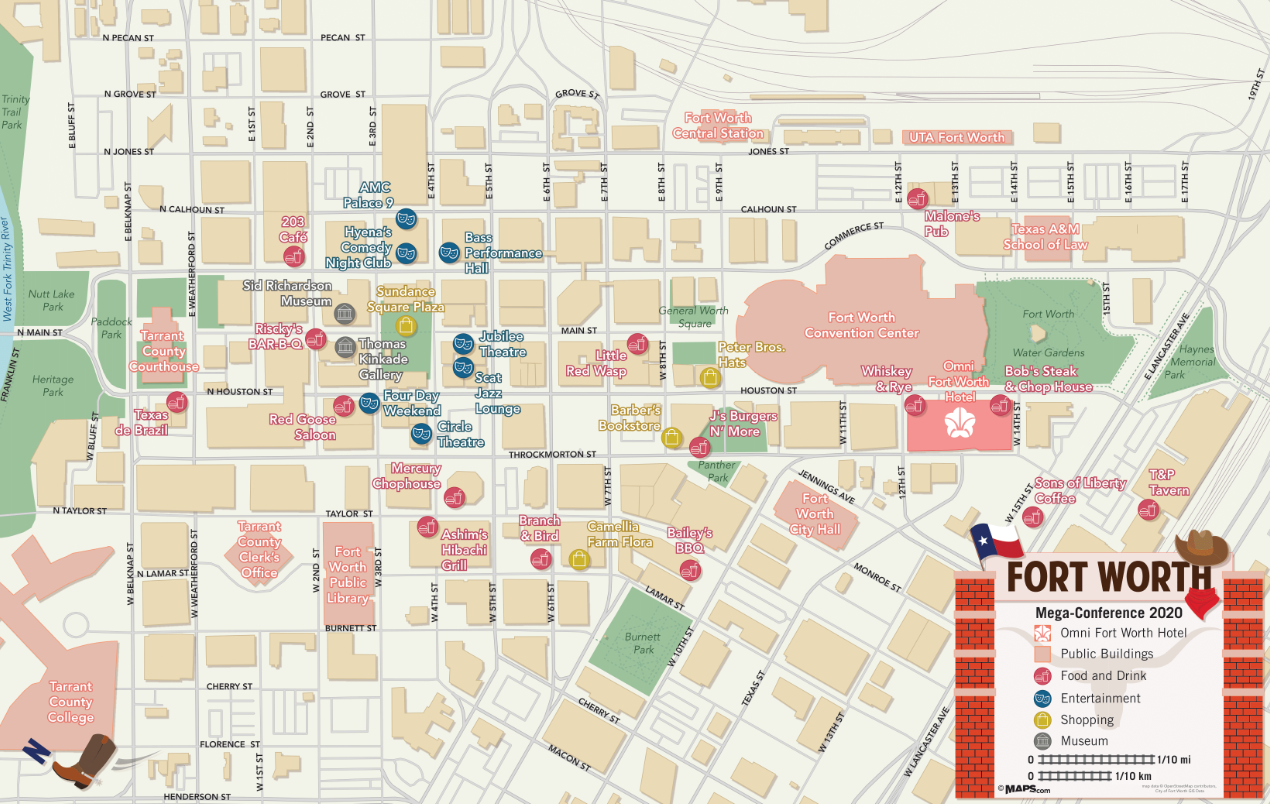 N PECAN ST
PECAN ST
19TH ST
Trinity
Trail
Park
N GROVE ST
GROVE ST
GROVE ST
E BLUFF ST
E 1ST ST
E 2ND ST
E 3RD ST
Fort Worth
Central Station
UTA Fort Worth
N JONES ST
JONES ST
E 4TH ST
E 5TH ST
E 6TH ST
E 7TH ST
E 8TH ST
E 9TH ST
E 12TH ST
E 13TH ST
E 14TH ST
E 15TH ST
E 16TH ST
E 17TH ST
AMC
Palace 9
E BELKNAP ST
N CALHOUN ST
CALHOUN ST
203
Café
Malone's
Pub
Hyena's
Comedy
Night Club
Bass
Performance
Hall
COMMERCE ST
Texas A&M
School of Law
West Fork Trinity River
E WEATHERFORD ST
Nutt Lake
Park
Sid Richardson
Museum
Sundance
Square Plaza
General Worth
Square
15TH ST
Paddock
Park
N MAIN ST
MAIN ST
Tarrant
County
Courthouse
Riscky's
BAR-B-Q
Thomas
Kinkade
Gallery
Jubilee
Theatre
Little
Red Wasp
W 8TH ST
Peter Bros.
Hats
Fort Worth
Convention Center
Fort Worth
Water Gardens
E LANCASTER AVE
Haynes
Memorial
Park
FRANKLIN ST
Heritage
Park
Scat
Jazz
Lounge
Whiskey
& Rye
Omni
Fort Worth
Hotel
Bob's Steak
& Chop House
N HOUSTON ST
HOUSTON ST
Texas
de Brazil
Red Goose
Saloon
Four Day
Weekend
Circle
Theatre
Barber's
Bookstore
J's Burgers
N' More
W 11TH ST
W 14TH ST
W BLUFF ST
THROCKMORTON ST
Mercury
Chophouse
W 7TH ST
Panther
Park
JENNINGS AVE
12TH ST
T&P
Tavern
Sons of Liberty
Coffee
W 15TH ST
N TAYLOR ST
TAYLOR ST
Fort
Worth
City Hall
Tarrant
County
Clerk's
Office
Ashim's
Hibachi
Grill
Branch
& Bird
Camellia
Farm Flora
Bailey's
BBQ
Fort
Worth
Public
Library
W BELKNAP ST
N LAMAR ST
W WEATHERFORD ST
W 2ND ST
W 3RD ST
W 4TH ST
W 5TH ST
W 6TH ST
LAMAR ST
MONROE ST
BURNETT ST
Burnett
Park
W 10TH ST
Tarrant
County
College
CHERRY ST
CHERRY ST
TEXAS ST
W 13TH ST
W LANCASTER AVE
FLORENCE ST
W 1ST ST
MACON ST
HENDERSON ST
N
FORT WORTH
Mega-Conference 2020
Omni Fort Worth Hotel
Public Buildings
Food and Drink
Entertainment
Shopping
Museum
0 1/10 mi
0 1/10 km
© MAPS.com
map data © OpenStreetMap contributors,
City of Fort Worth GIS Data